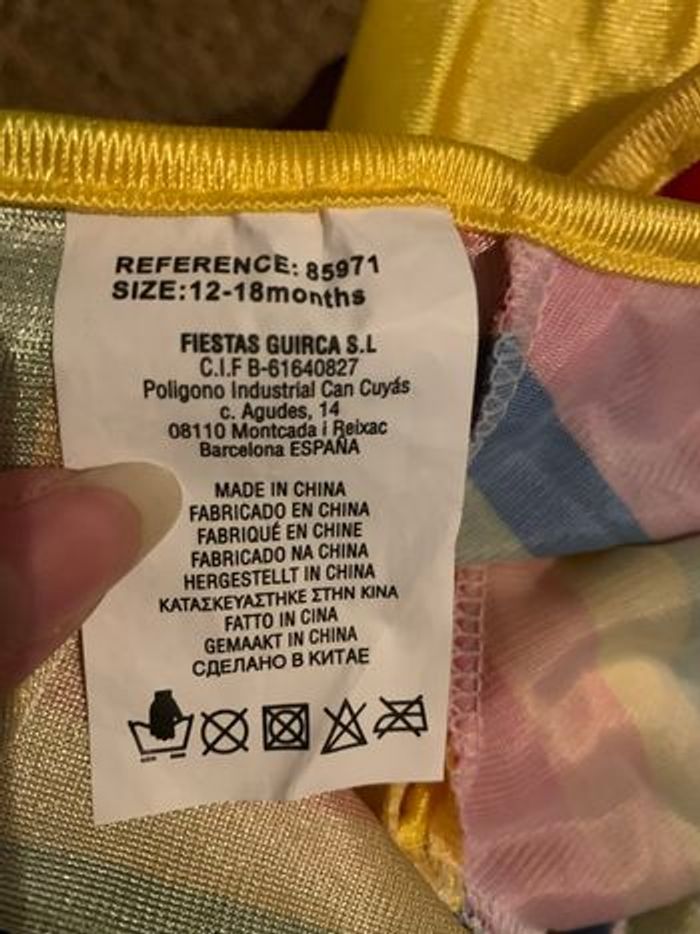 REFERENCE: 85971
SIZE:12-18months
FIESTAS GUIRCA S.L
C.I.F B-61640827
Poligono Industrial Can Cuyás
c. Agudes, 14
08110 Montcada i Reixac
Barcelona ESPAÑA
MADE IN CHINA
FABRICADO EN CHINA
FABRIQUÉ EN CHINE
FABRICADO NA CHINA
HERGESTELLT IN CHINA
ΚΑΤΑΣΚΕΥΑΣΤΗΚΕ ΣΤΗΝ ΚΙΝΑ
FATTO IN CINA
GEMAAKT IN CHINA
СДЕЛАНО В КИТАЕ